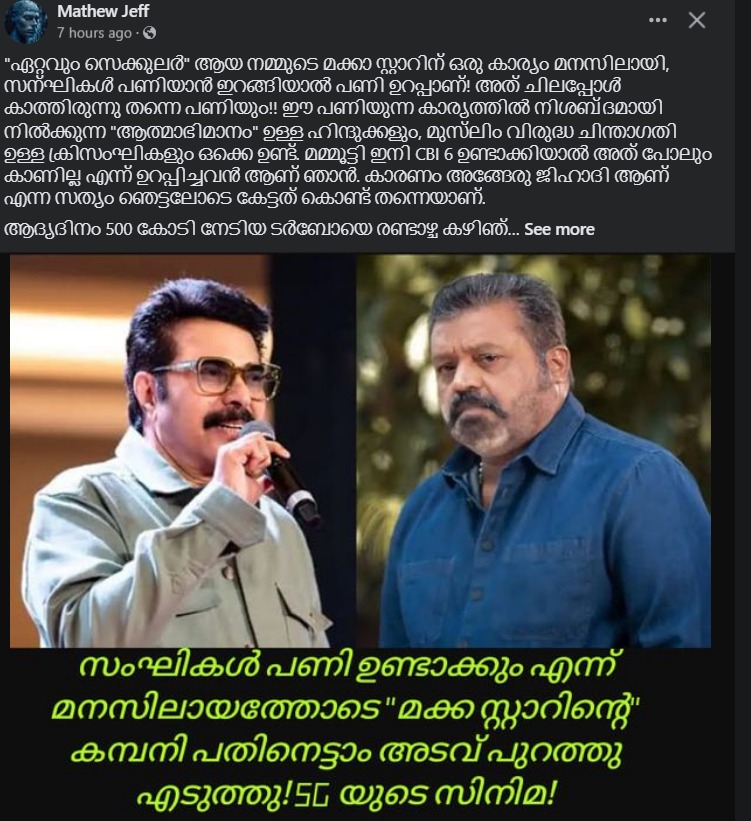 Mathew Jeff
7 hours ago ·
"ഏറ്റവും സെക്കുലർ" ആയ നമ്മുടെ മക്കാ സ്റ്റാറിന് ഒരു കാര്യം മനസിലായി,
സന്ഘികൾ പണിയാൻ ഇറങ്ങിയാൽ പണി ഉറപ്പാണ്! അത് ചിലപ്പോൾ
കാത്തിരുന്നു തന്നെ പണിയും!! ഈ പണിയുന്ന കാര്യത്തിൽ നിശബ്ദമായി
നിൽക്കുന്ന "ആത്മാഭിമാനം" ഉള്ള ഹിന്ദുക്കളും, മുസ്ലിം വിരുദ്ധ ചിന്താഗതി
ഉള്ള ക്രിസംഘികളും ഒക്കെ ഉണ്ട്. മമ്മൂട്ടി ഇനി CBI 6 ഉണ്ടാക്കിയാൽ അത് പോലും
കാണില്ല എന്ന് ഉറപ്പിച്ചവൻ ആണ് ഞാൻ. കാരണം അങ്ങേരു ജിഹാദി ആണ്
എന്ന സത്യം ഞെട്ടലോടെ കേട്ടത് കൊണ്ട് തന്നെയാണ്.
ആദ്യദിനം 500 കോടി നേടിയ ടർബോയെ രണ്ടാഴ്ച കഴിഞ്... See more
സംഘികൾ പണി ഉണ്ടാക്കും എന്ന്
മനസിലായത്തോടെ "മക്ക സ്റ്റാറിന്റെ"
കമ്പനി പതിനെട്ടാം അടവ് പുറത്തു
എടുത്തു!SG യുടെ സിനിമ!